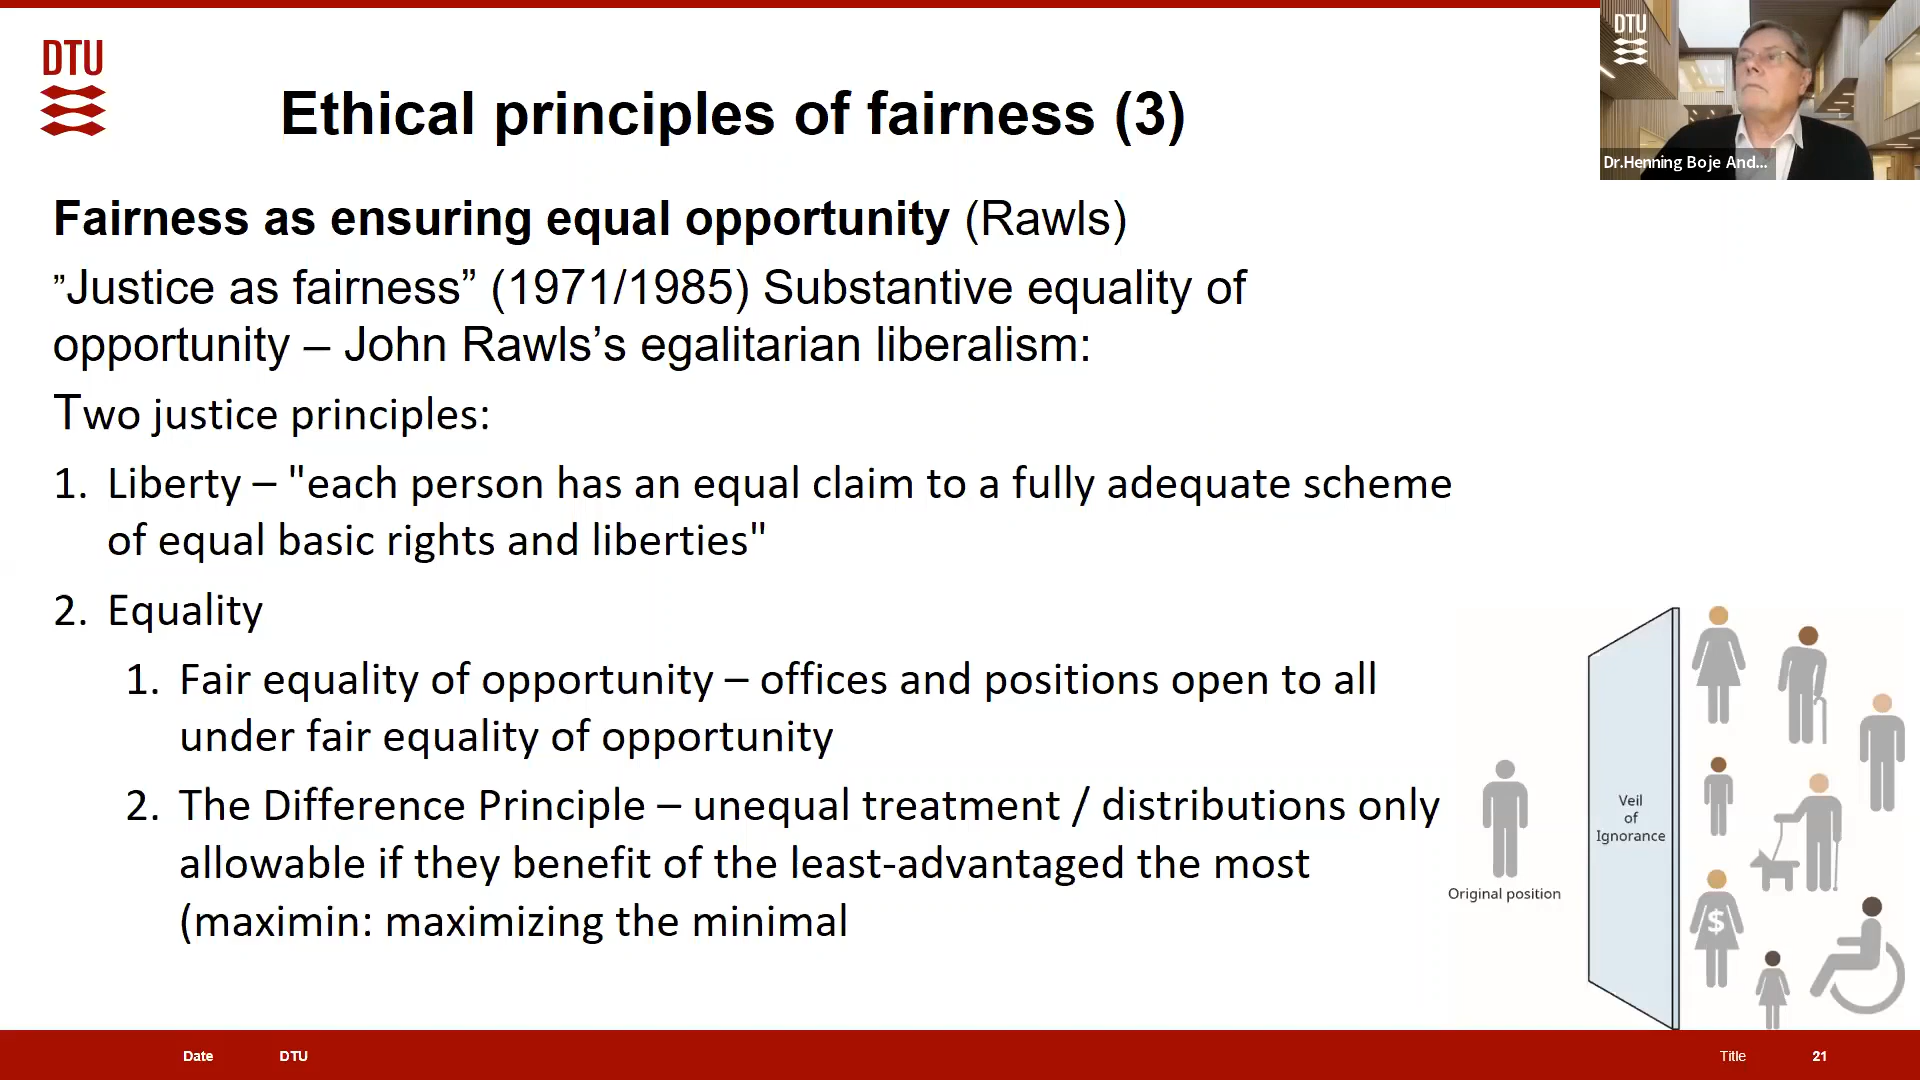 DTU
Ethical principles of fairness (3)
DTU
Dr.Henning Boje And...
Fairness as ensuring equal opportunity (Rawls)
”Justice as fairness” (1971/1985) Substantive equality of
opportunity – John Rawls’s egalitarian liberalism:
Two justice principles:
1. Liberty – "each person has an equal claim to a fully adequate scheme
of equal basic rights and liberties"
2. Equality
1. Fair equality of opportunity – offices and positions open to all
under fair equality of opportunity
2. The Difference Principle – unequal treatment / distributions only
allowable if they benefit of the least-advantaged the most
(maximin: maximizing the minimal
Original position
Veil
of
Ignorance
$
Date DTU Title 21